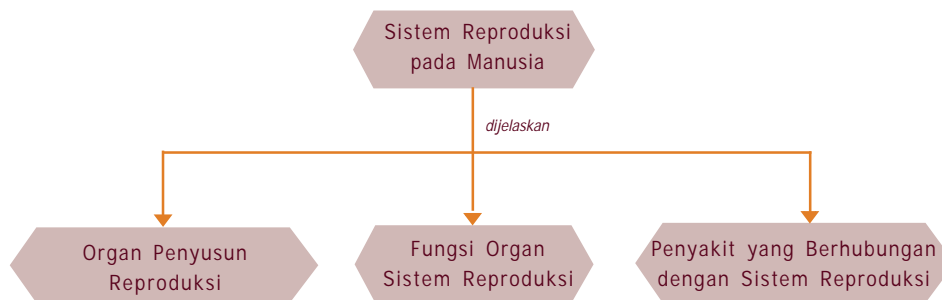 Sistem Reproduksi
pada Manusia
dijelaskan
Organ Penyusun
Reproduksi
Fungsi Organ
Sistem Reproduksi
Penyakit yang Berhubungan
dengan Sistem Reproduksi